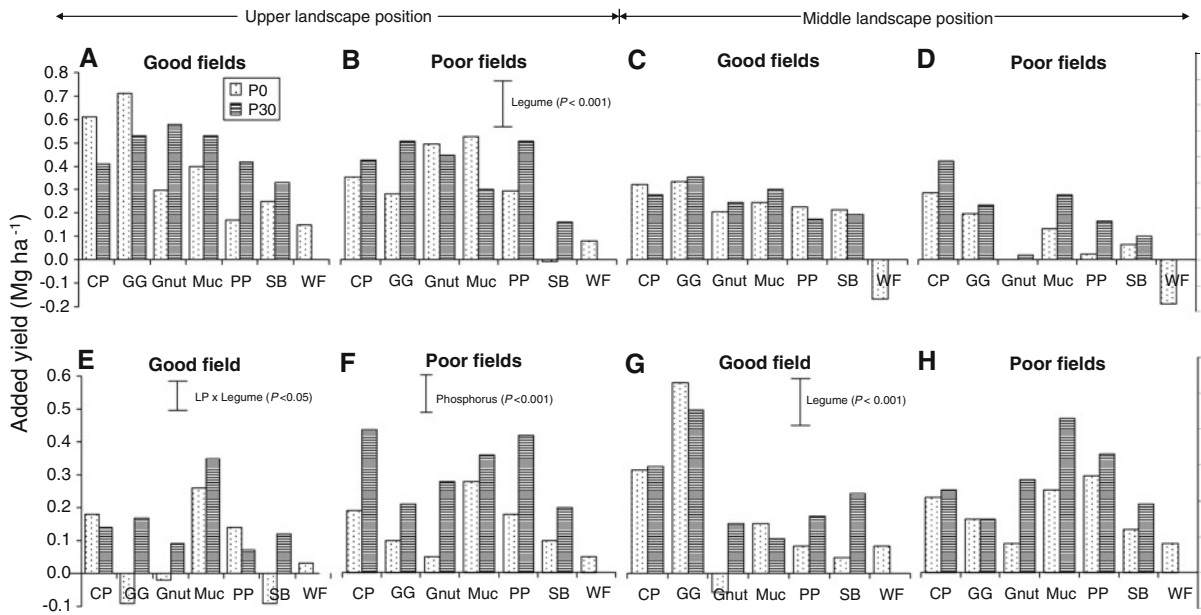 Upper landscape position Middle landscape position
A B C D
Good fields Poor fields Good fields Poor fields
0.8
0.7
0.6
0.5
0.4
0.3
0.2
0.1
0.0
-0.1
-0.2
P0
P30
Legume (P< 0.001)
CP GG Gnut Muc PP SB WF
CP GG Gnut Muc PP SB WF
CP GG Gnut Muc PP SB WF
CP GG Gnut Muc PP SB WF
Added yield (Mg ha-1)
E F G H
Good field Poor fields Good field Poor fields
0.6
0.5
0.4
0.3
0.2
0.1
0.0
-0.1
LP x Legume (P<0.05)
Phosphorus (P<0.001)
Legume (P< 0.001)
CP GG Gnut Muc PP SB WF
CP GG Gnut Muc PP SB WF
CP GG Gnut Muc PP SB WF
CP GG Gnut Muc PP SB WF